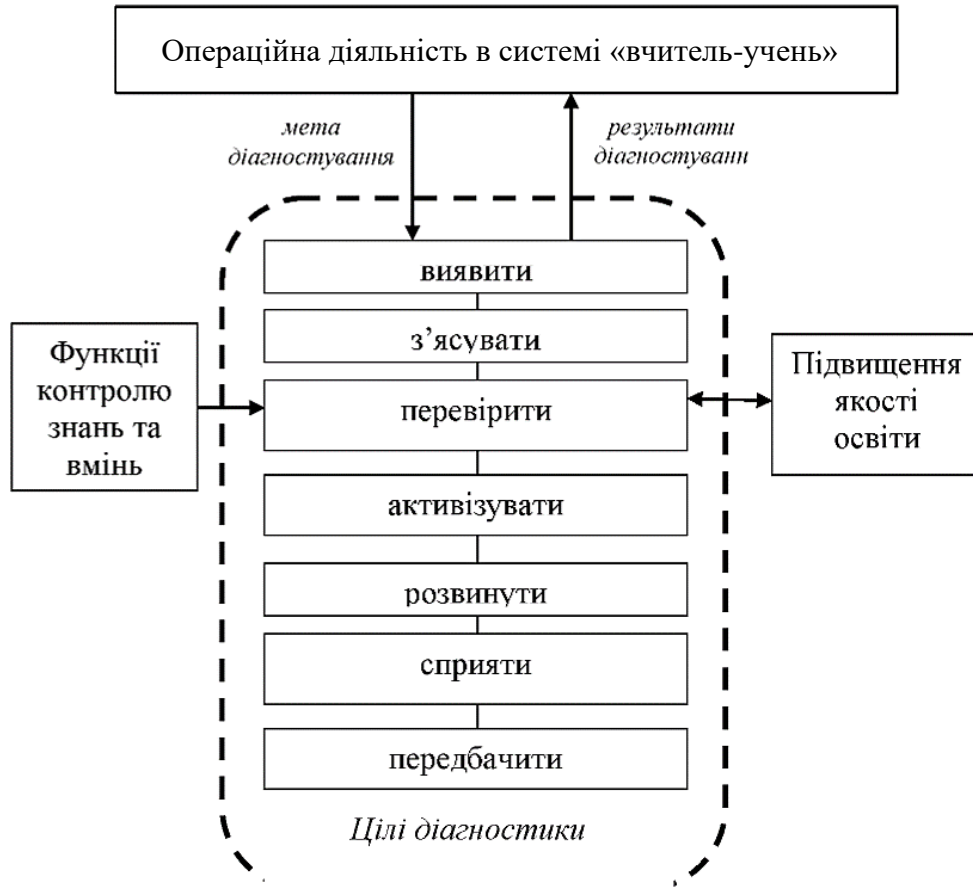 Операційна діяльність в системі «вчитель-учень»
мета
діагностування
результати
діагностуванн
виявити
з’ясувати
Функції
контролю
знань та
вмінь
перевірити
Підвищення
якості
освіти
активізувати
розвинути
сприяти
передбачити
Цілі діагностики